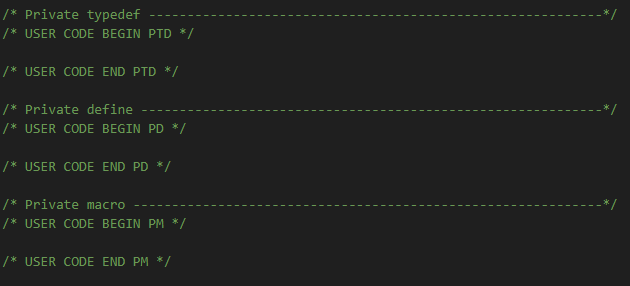 /* Private typedef -----------------------------------------------------------*/
/* USER CODE BEGIN PTD */
/* USER CODE END PTD */
/* Private define ------------------------------------------------------------*/
/* USER CODE BEGIN PD */
/* USER CODE END PD */
/* Private macro -------------------------------------------------------------*/
/* USER CODE BEGIN PM */
/* USER CODE END PM */